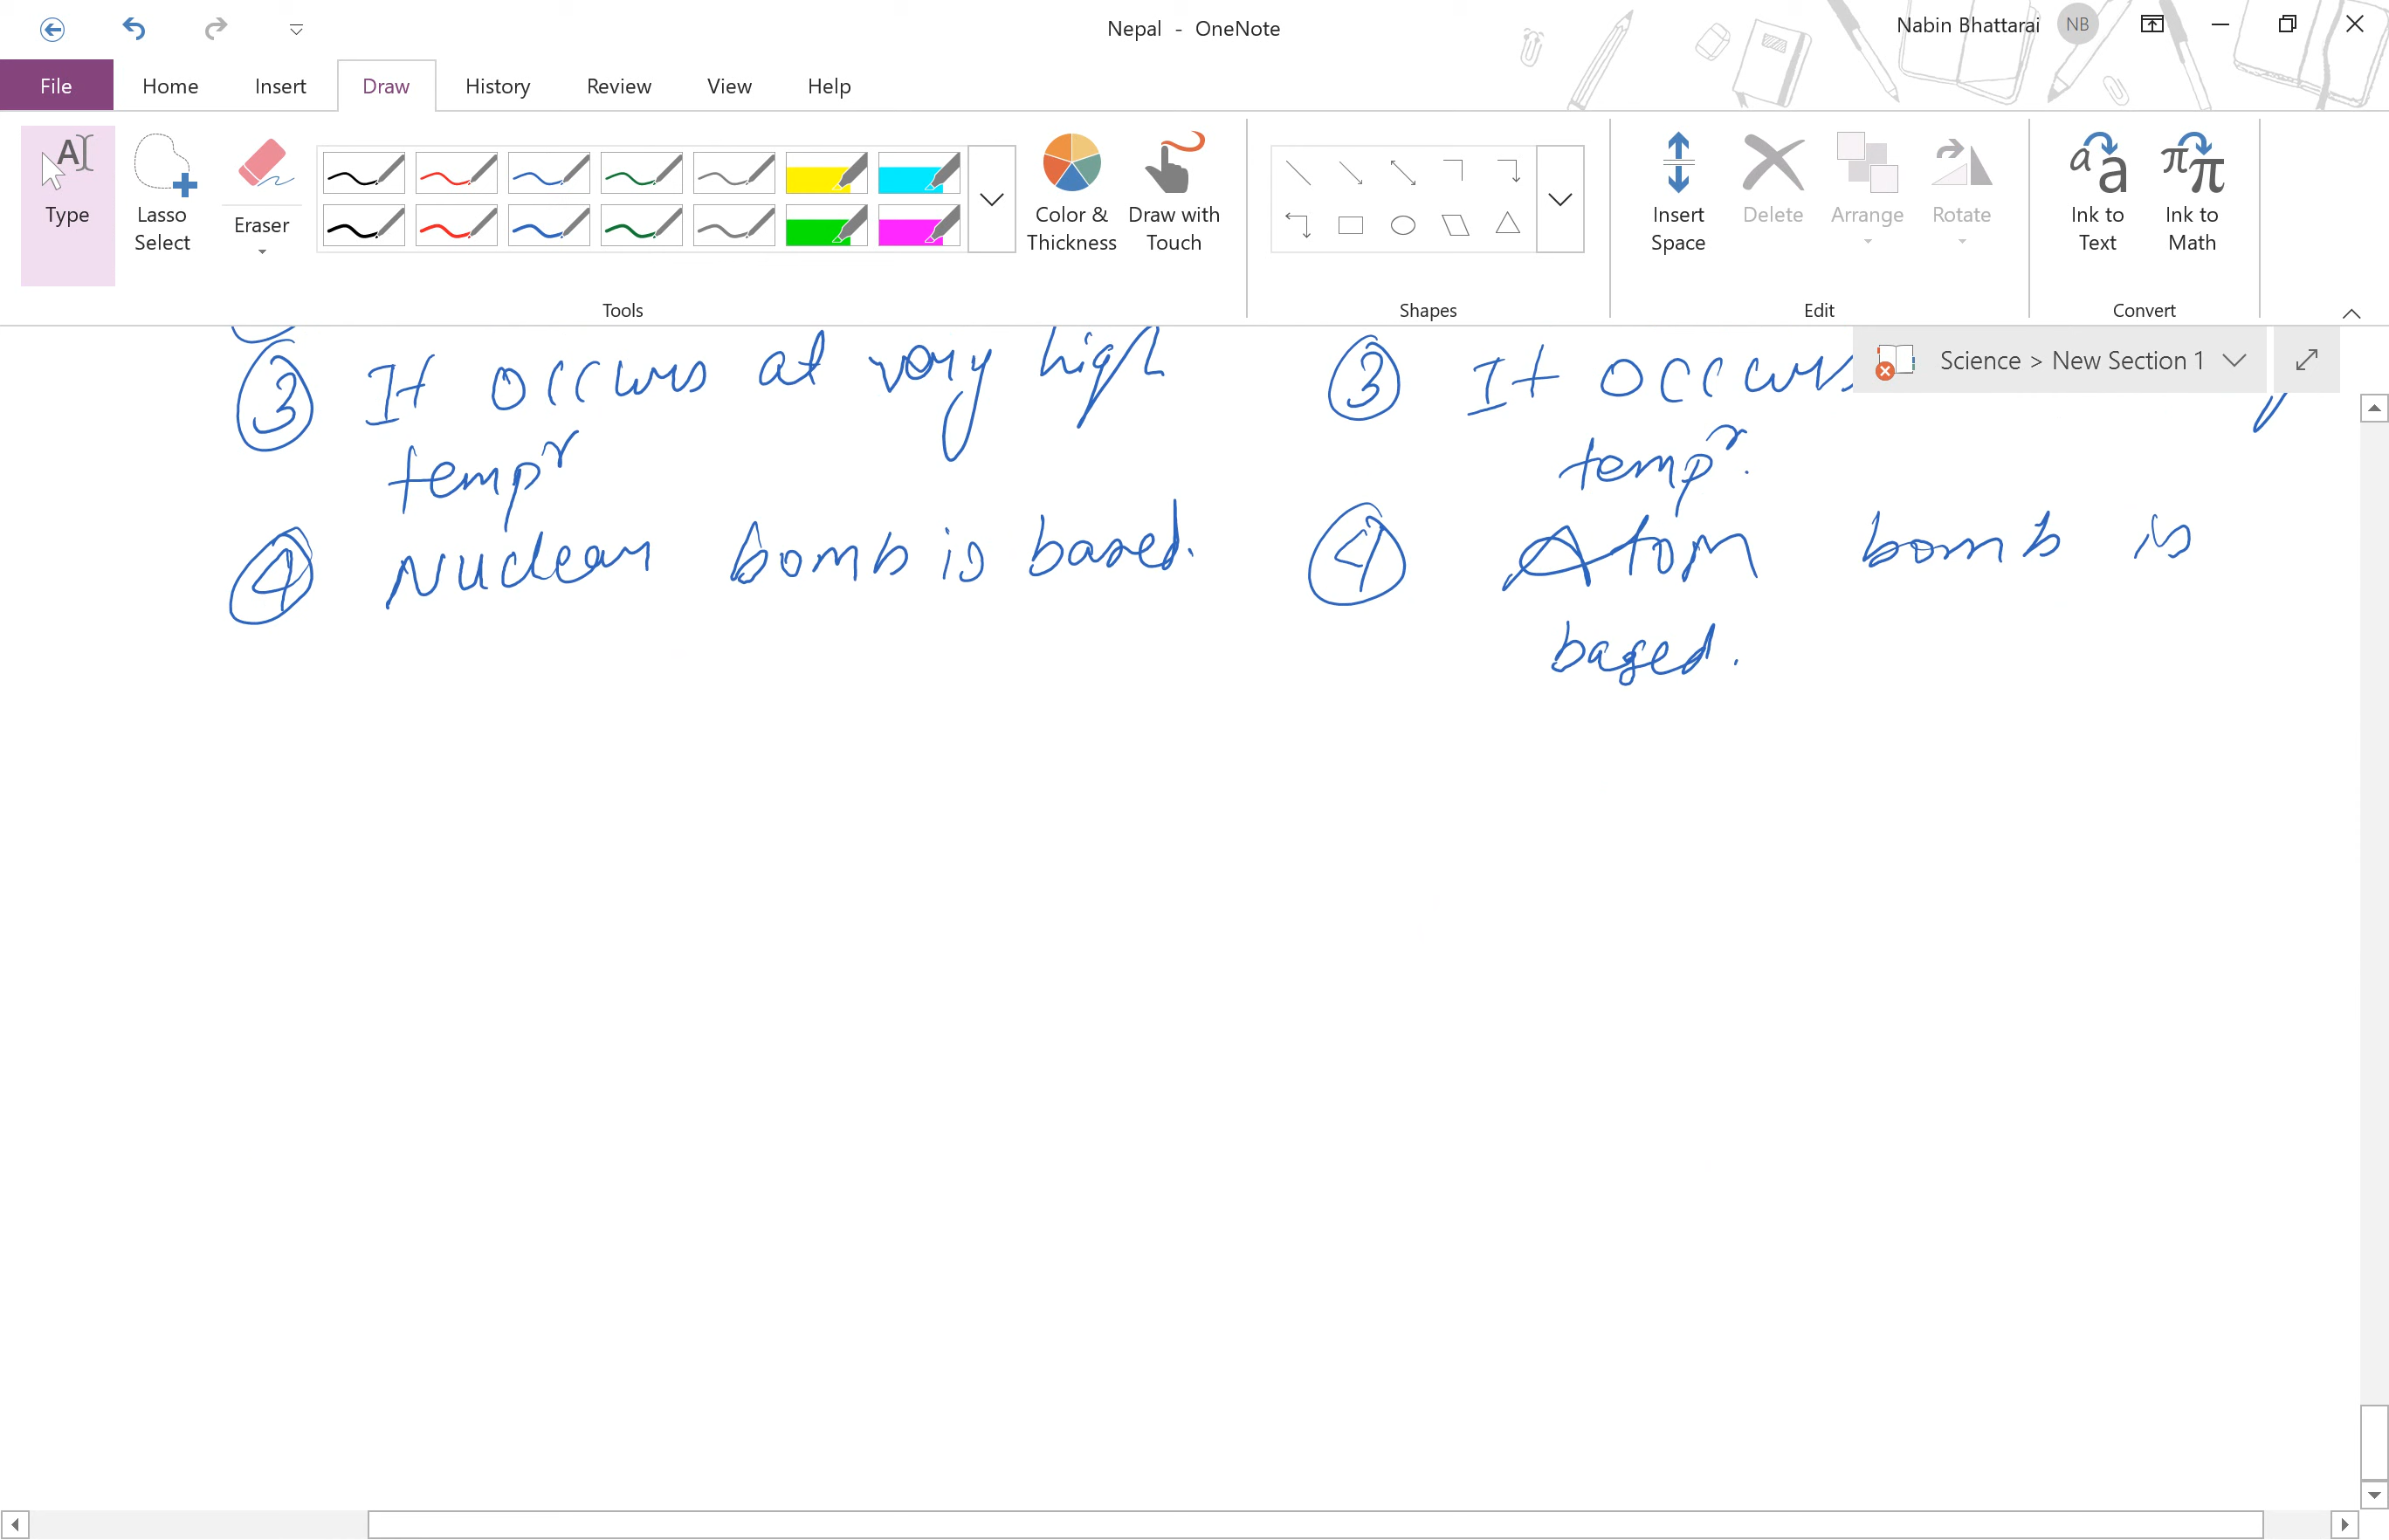 Nepal - OneNote
Nabin Bhattarai NB
File Home Insert Draw History Review View Help
Type
Lasso Select
Eraser
Color & Thickness
Draw with Touch
Insert Space
Delete
Arrange
Rotate
Ink to Text
Ink to Math
Tools Shapes Edit Convert
Science > New Section 1
③ It occurs at very high
tempr
④ Nuclear bomb is based.
③ It occurs
tempr.
④ Atom bomb is
based.